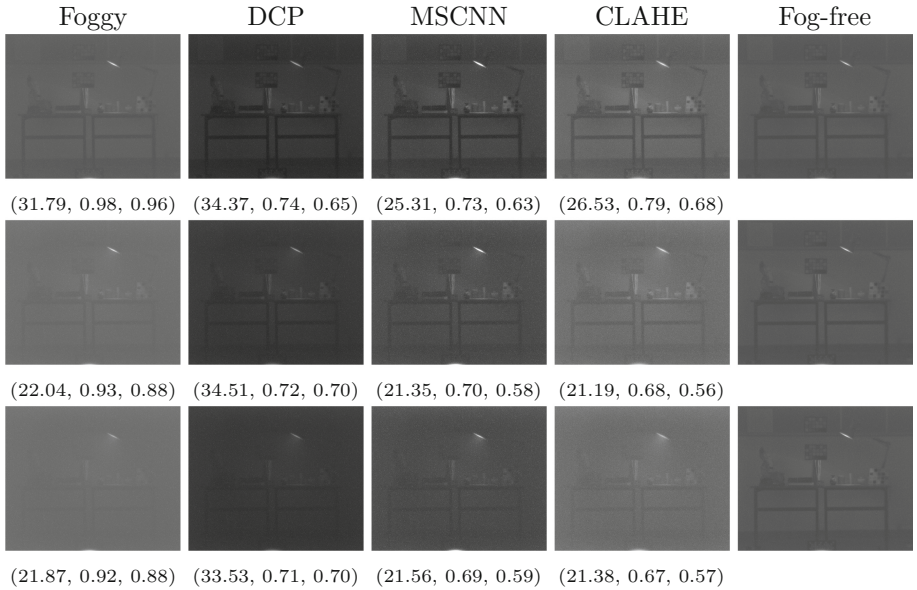 Foggy DCP MSCNN CLAHE Fog-free
(31.79, 0.98, 0.96) (34.37, 0.74, 0.65) (25.31, 0.73, 0.63) (26.53, 0.79, 0.68)
(22.04, 0.93, 0.88) (34.51, 0.72, 0.70) (21.35, 0.70, 0.58) (21.19, 0.68, 0.56)
(21.87, 0.92, 0.88) (33.53, 0.71, 0.70) (21.56, 0.69, 0.59) (21.38, 0.67, 0.57)